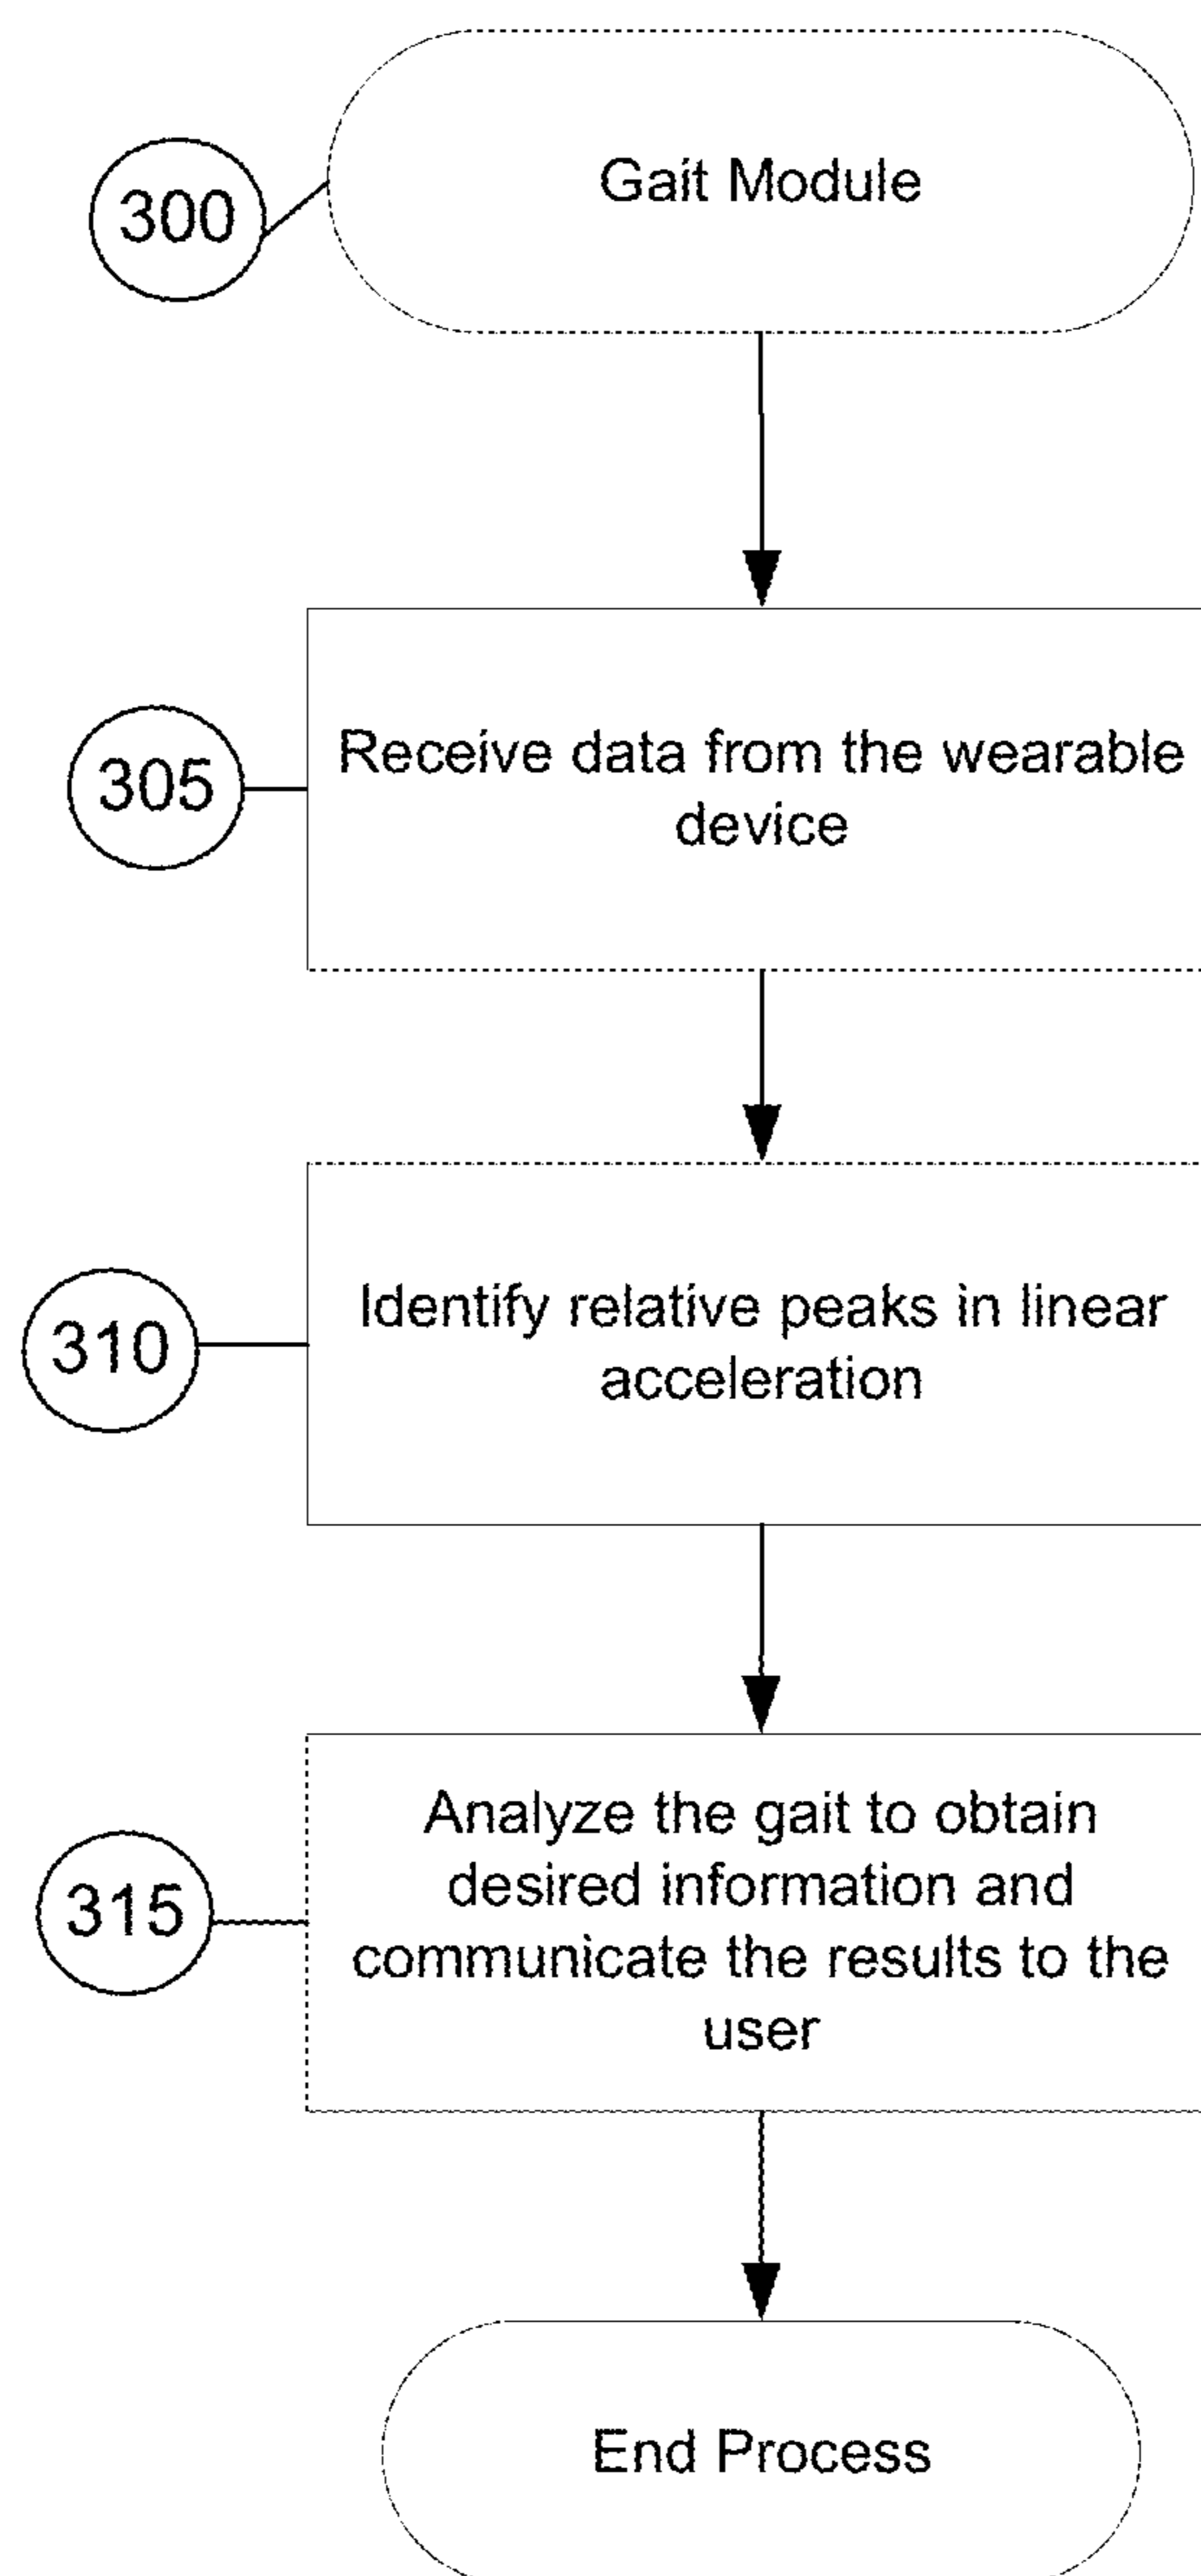 300
Gait Module
305
Receive data from the wearable
device
310
Identify relative peaks in linear
acceleration
315
Analyze the gait to obtain
desired information and
communicate the results to the
user
End Process